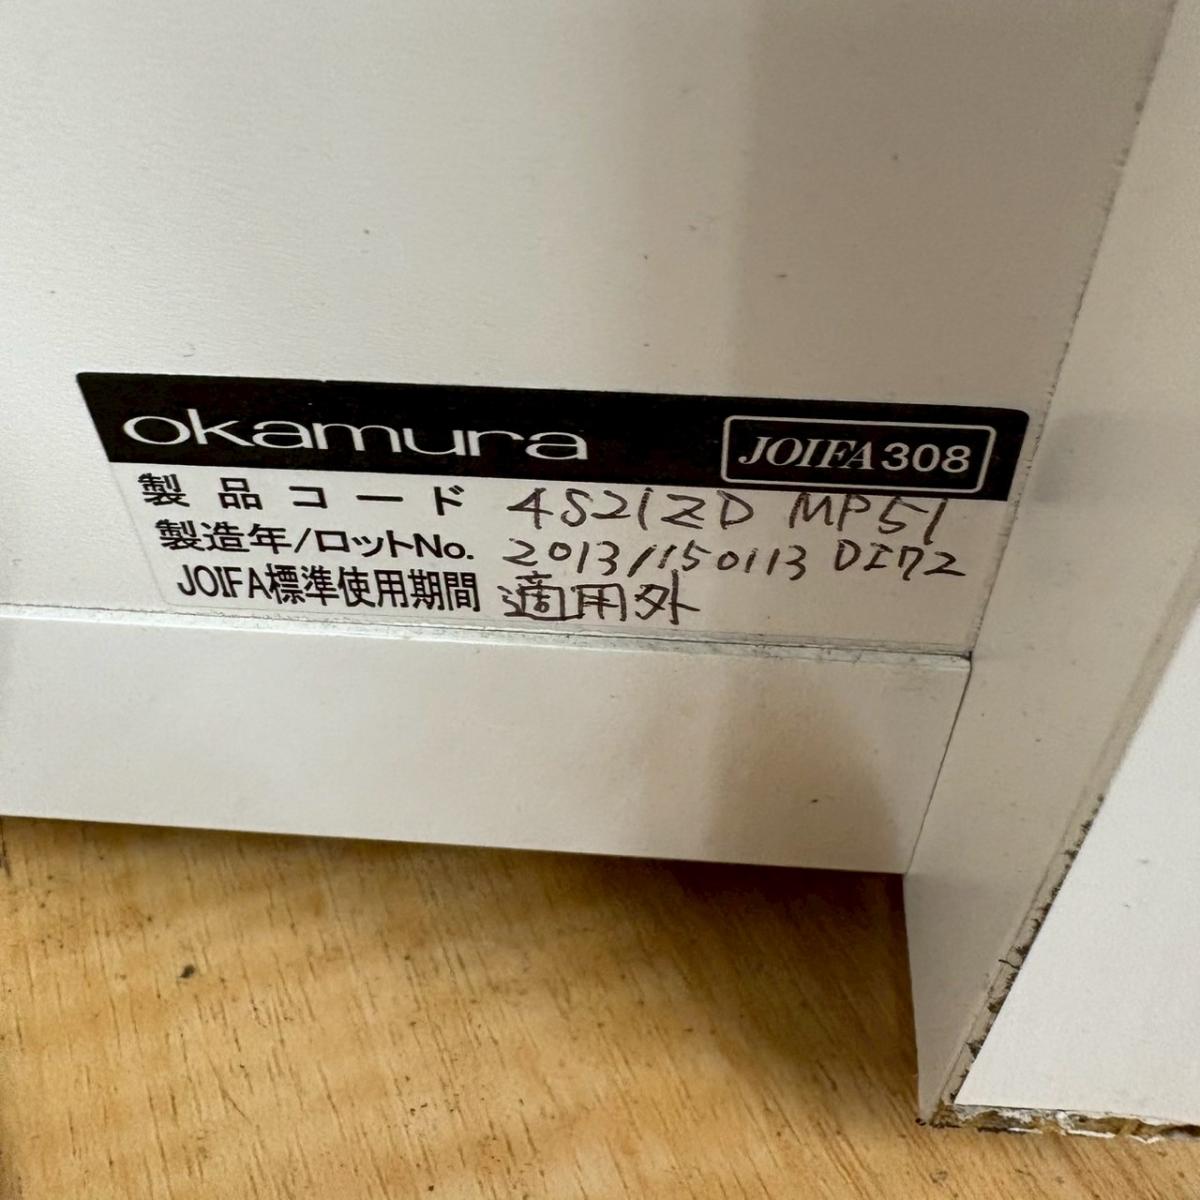 okamura JOIFA308
製品コード 4S21ZD MP51
製造年/ロットNo. 2013/150113 DI72
JOIFA標準使用期間 適用外